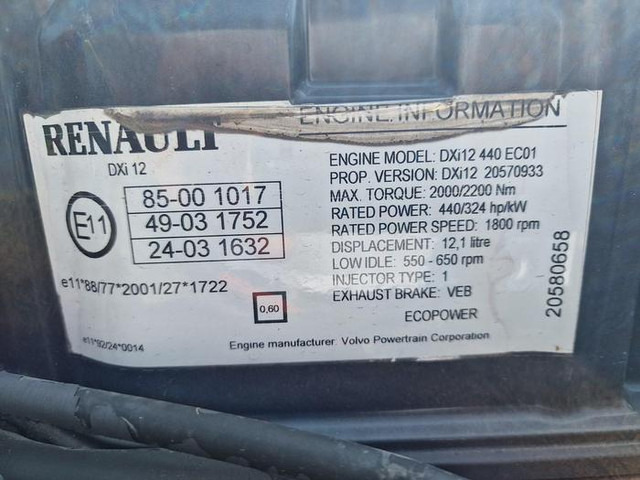 RENAULT
ENGINE INFORMATION
DXi 12
E11
85-00 1017
49-03 1752
24-03 1632
e11*88/77*2001/27*1722
0,60
e11*92/24*0014
ENGINE MODEL: DXi12 440 EC01
PROP. VERSION: DXi12 20570933
MAX. TORQUE: 2000/2200 Nm
RATED POWER: 440/324 hp/kW
RATED POWER SPEED: 1800 rpm
DISPLACEMENT: 12,1 litre
LOW IDLE: 550 - 650 rpm
INJECTOR TYPE: 1
EXHAUST BRAKE: VEB
ECOPOWER
Engine manufacturer: Volvo Powertrain Corporation
20580658